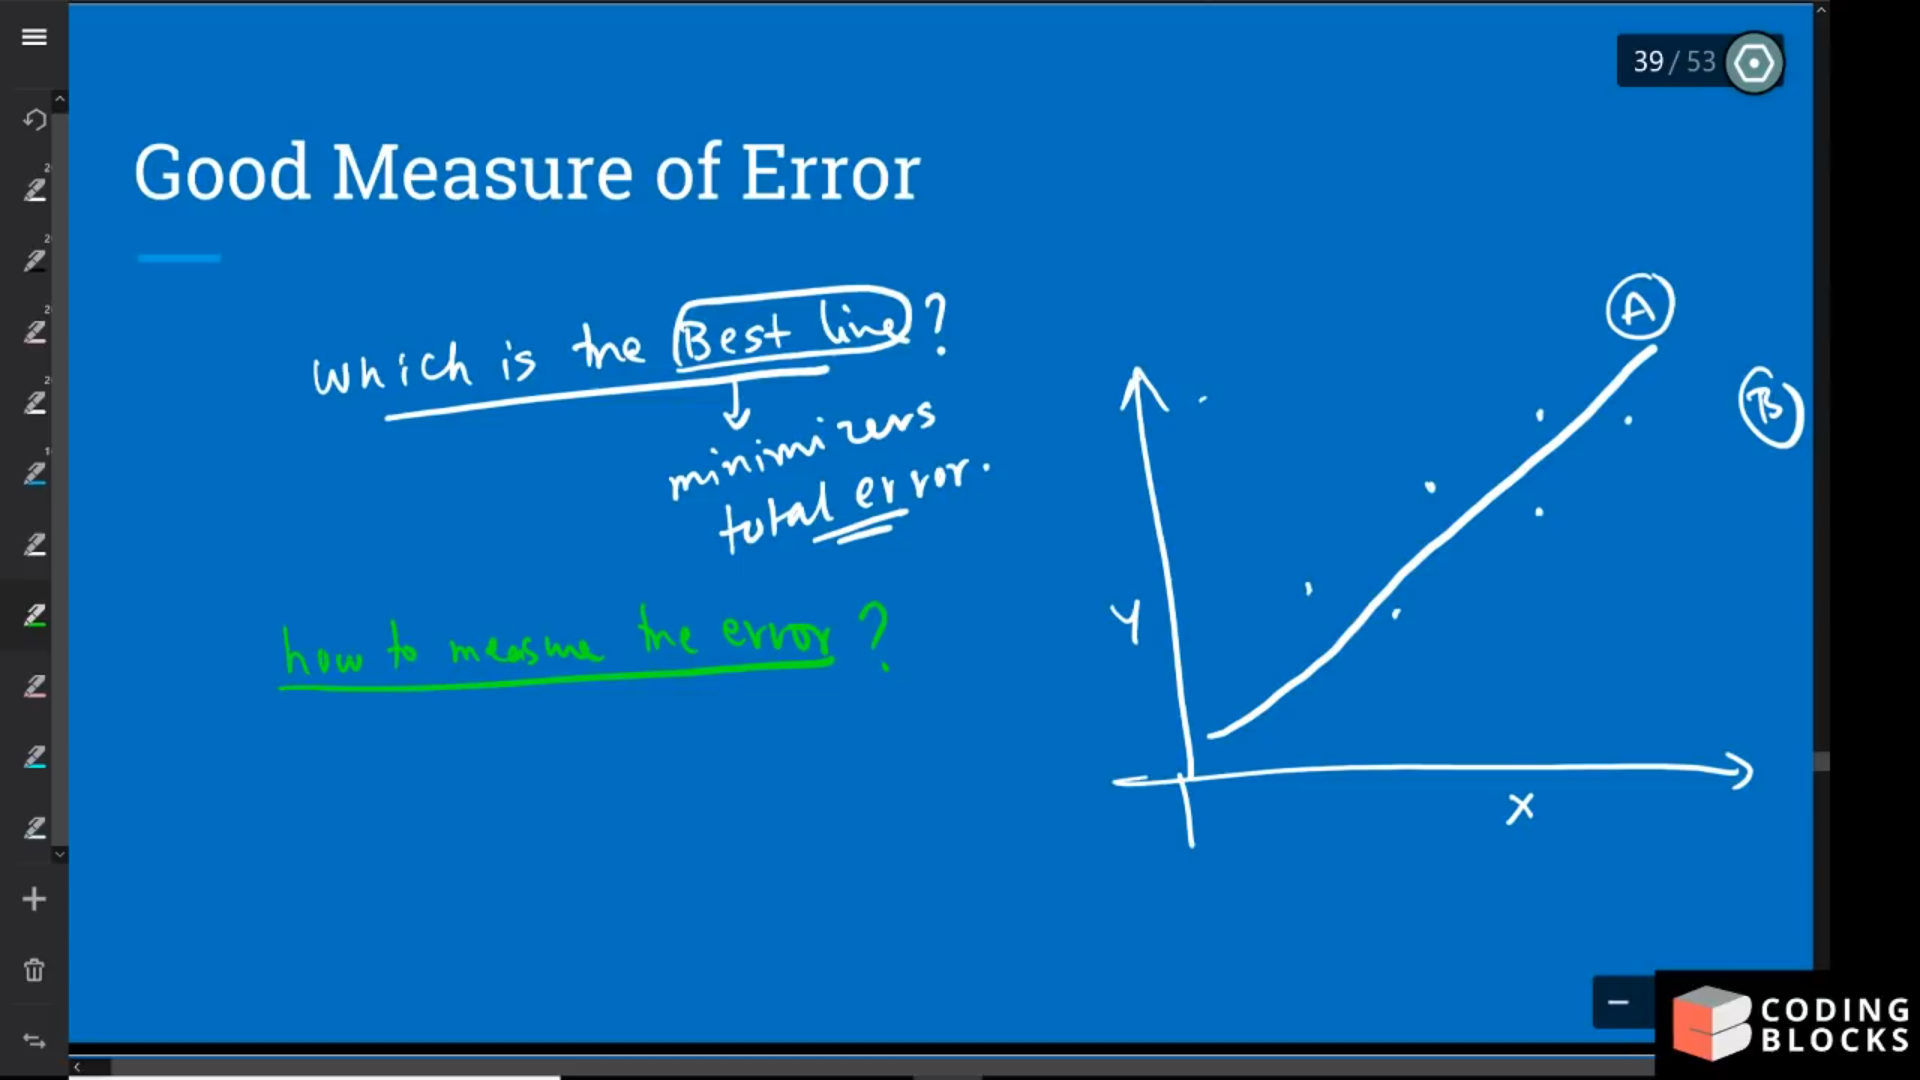 39 / 53
Good Measure of Error
Which is the Best line?
minimizers
total error.
how to measure the error ?
A
B
Y
X
CODING
BLOCKS